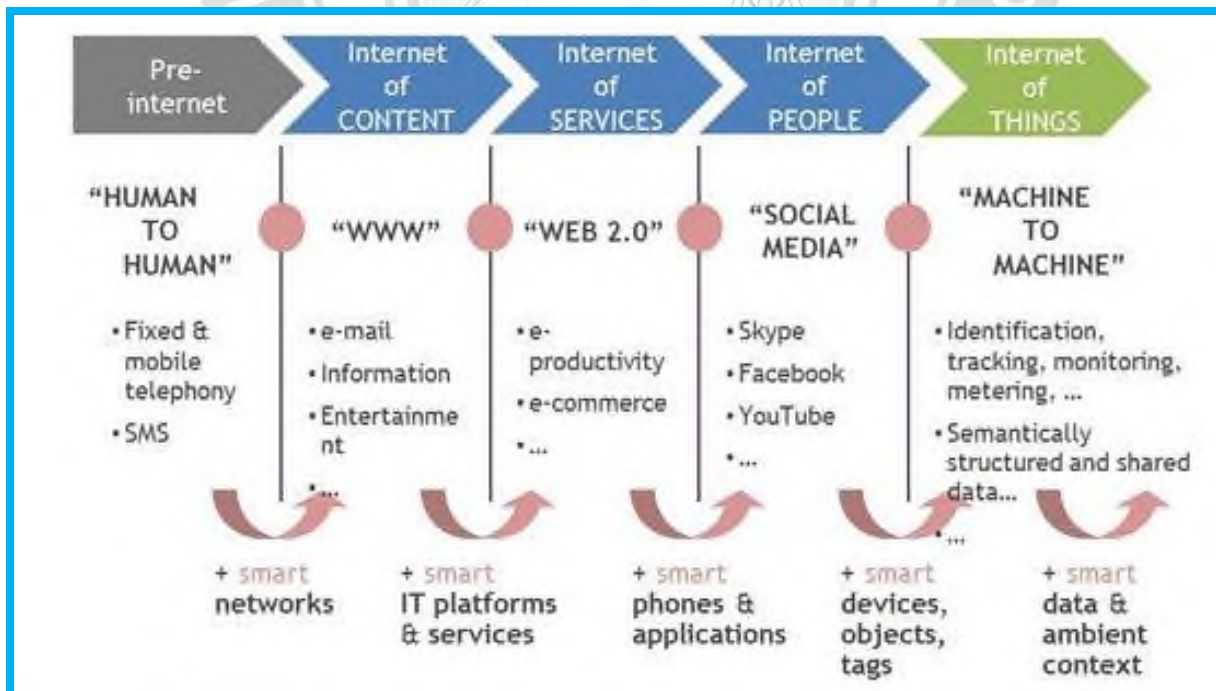 Pre-
internet
Internet
of
CONTENT
Internet
of
SERVICES
Internet
of
PEOPLE
Internet
of
THINGS
“HUMAN
TO
HUMAN”
“WWW”
“WEB 2.0”
“SOCIAL
MEDIA”
“MACHINE
TO
MACHINE”
• Fixed &
mobile
telephony
• SMS
• e-mail
• Information
• Entertainme
nt
• ...
• e-
productivity
• e-commerce
• ...
• Skype
• Facebook
• YouTube
• ...
• Identification,
tracking, monitoring,
metering, ...
• Semantically
structured and shared
data...
• ...
+ smart
networks
+ smart
IT platforms
& services
+ smart
phones &
applications
+ smart
devices,
objects,
tags
+ smart
data &
ambient
context